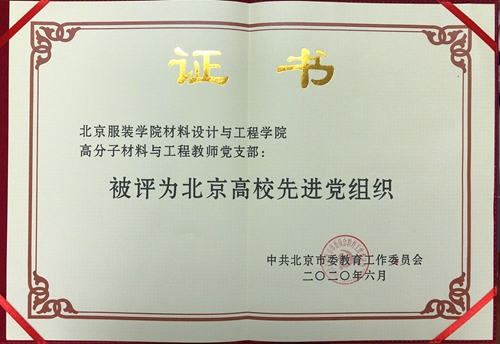 证书
北京服装学院材料设计与工程学院
高分子材料与工程教师党支部：
被评为北京高校先进党组织
中共北京市委教育工作委员会
二〇二〇年六月